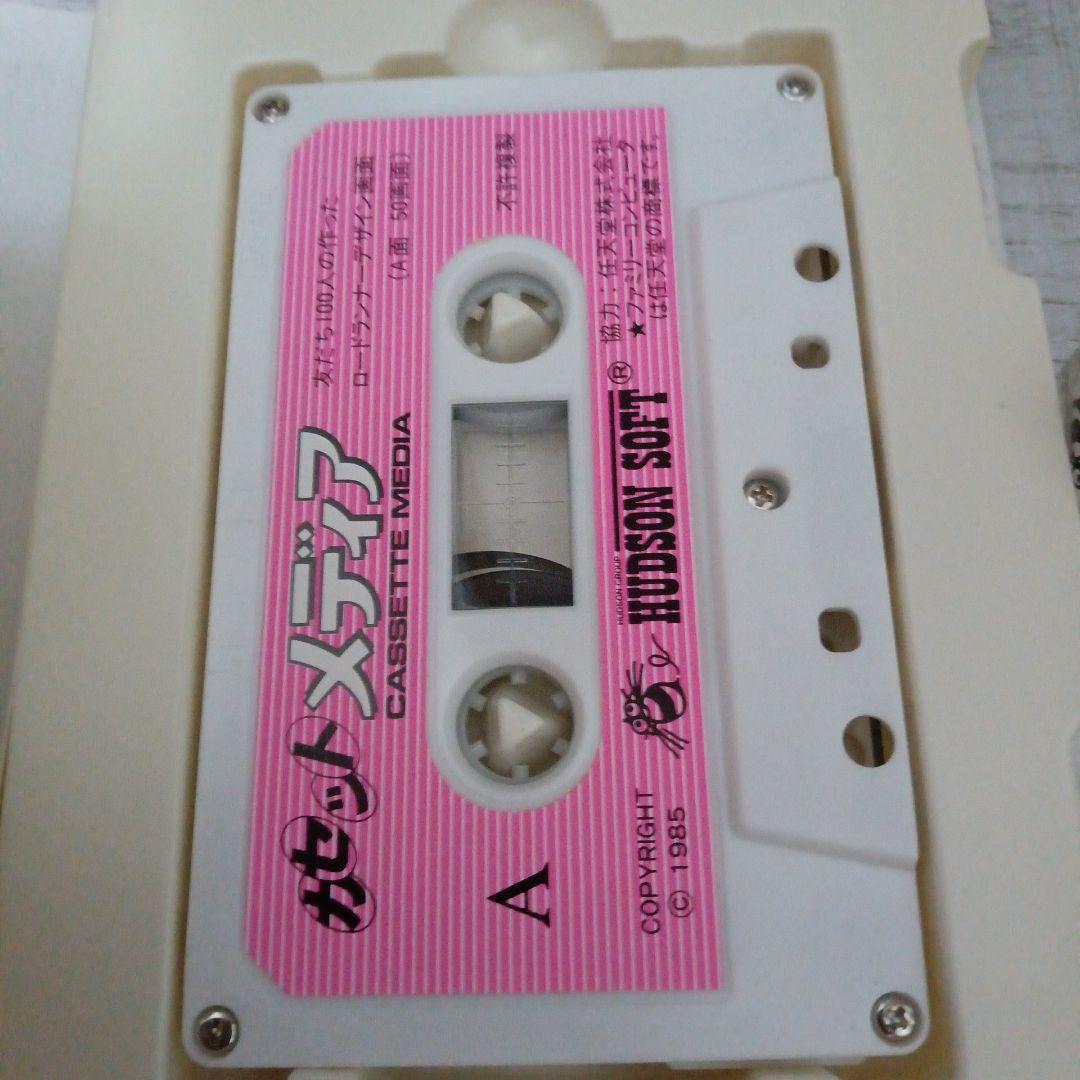 カセットメディア
CASSETTE MEDIA
友だち100人の作った
ロードランナーデザイン画面
(A面 50画面)
A
不許複製
COPYRIGHT
© 1985
HUDSON GROUP
HUDSON SOFT®
協力:任天堂株式会社
★ファミリーコンピュータ
は任天堂の商標です。